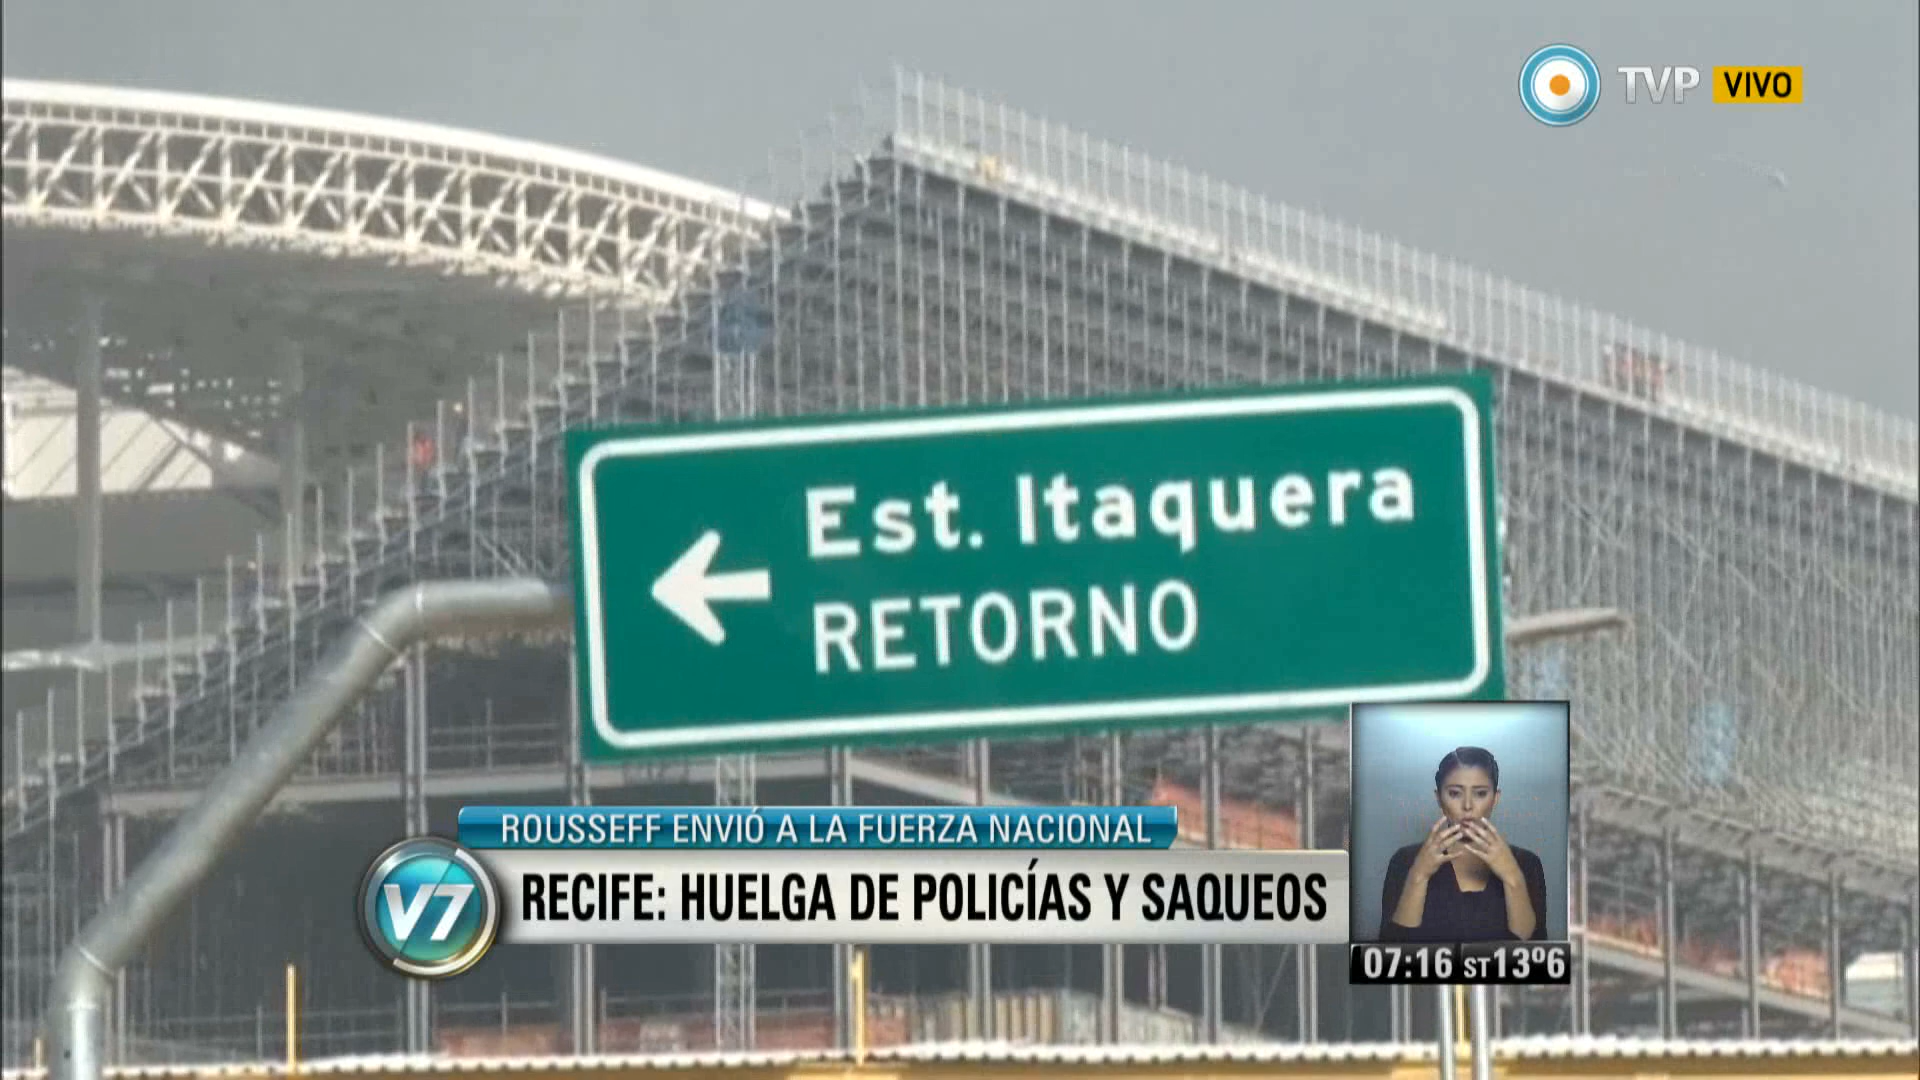 TVP VIVO
Est. Itaquera
RETORNO
ROUSSEFF ENVIÓ A LA FUERZA NACIONAL
V7 RECIFE: HUELGA DE POLICÍAS Y SAQUEOS
07:16 ST 13º6